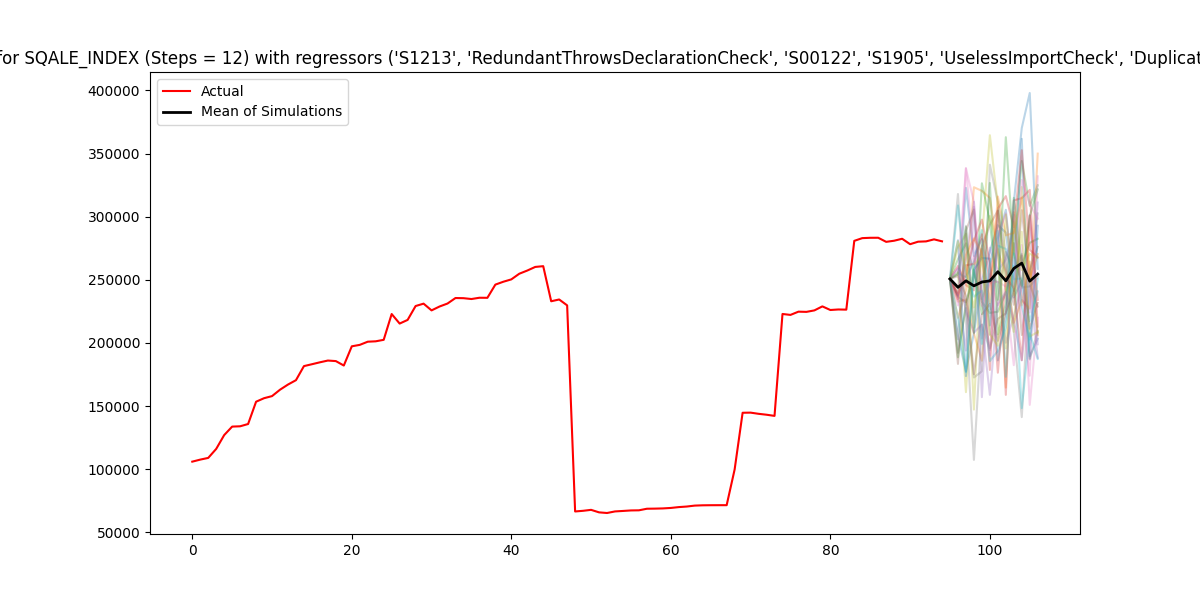 for SQALE_INDEX (Steps = 12) with regressors ('S1213', 'RedundantThrowsDeclarationCheck', 'S00122', 'S1905', 'UselessImportCheck', 'Duplicat
Actual
Mean of Simulations
400000
350000
300000
250000
200000
150000
100000
50000
0 20 40 60 80 100